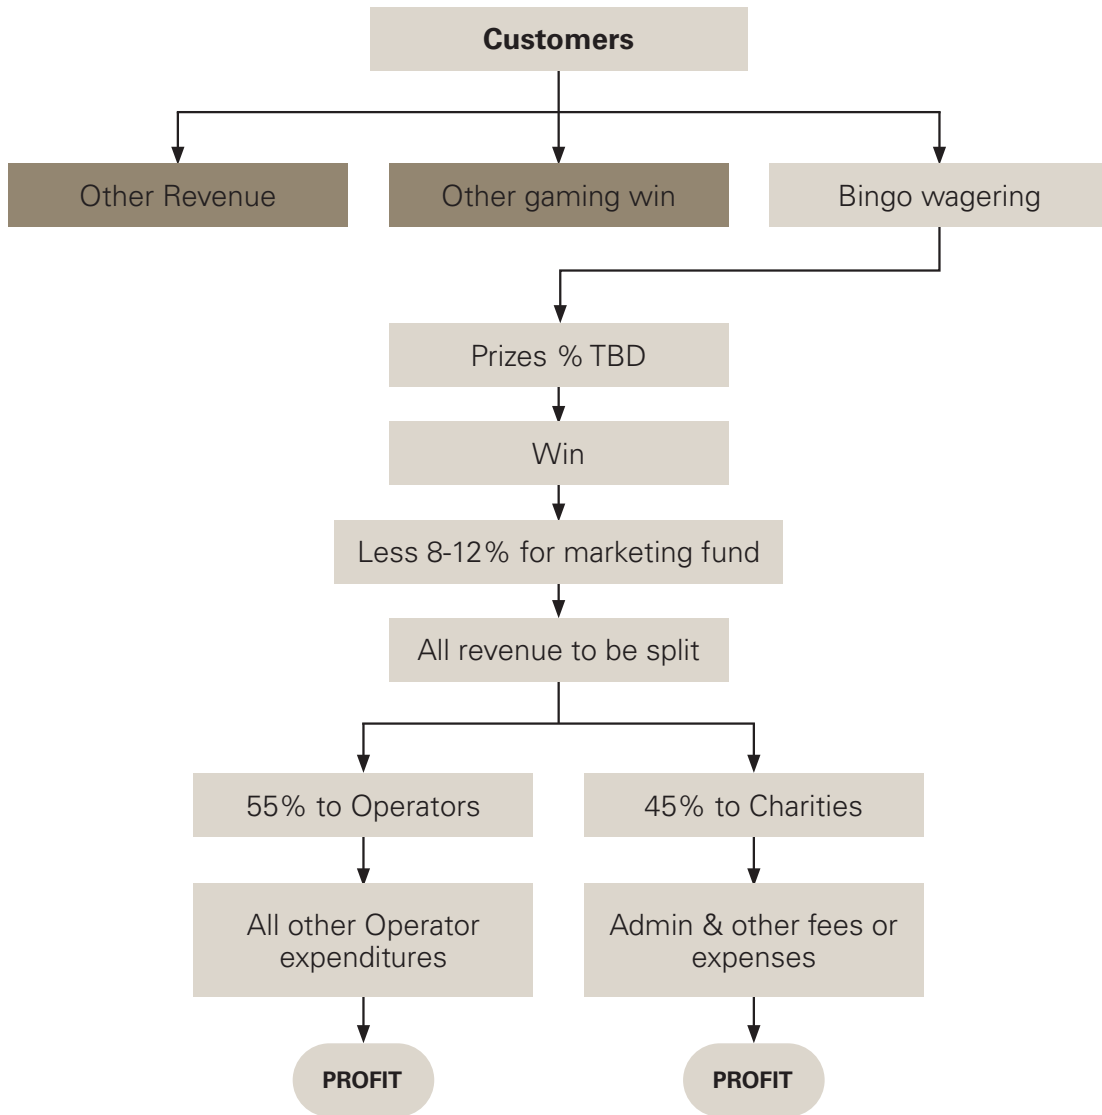 Customers
Other Revenue
Other gaming win
Bingo wagering
Prizes % TBD
Win
Less 8-12% for marketing fund
All revenue to be split
55% to Operators
45% to Charities
All other Operator
expenditures
Admin & other fees or
expenses
PROFIT
PROFIT